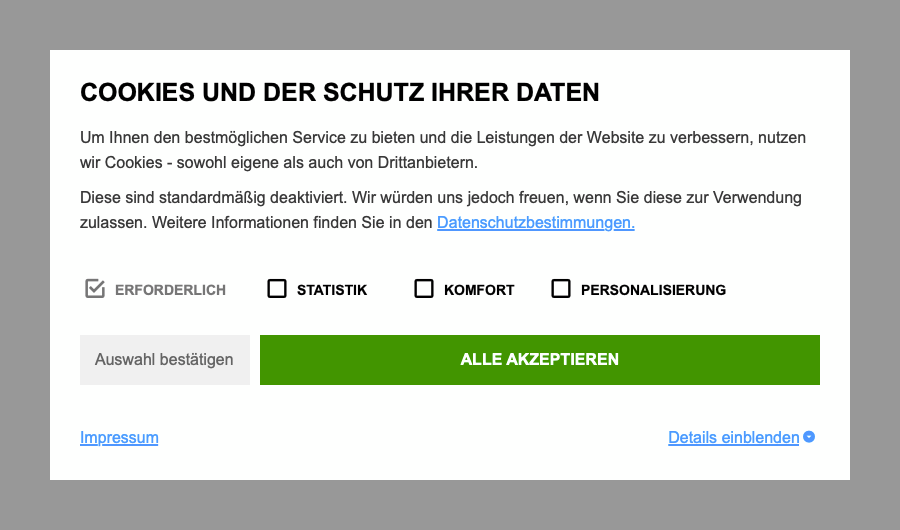 COOKIES UND DER SCHUTZ IHRER DATEN
Um Ihnen den bestmöglichen Service zu bieten und die Leistungen der Website zu verbessern, nutzen
wir Cookies - sowohl eigene als auch von Drittanbietern.
Diese sind standardmäßig deaktiviert. Wir würden uns jedoch freuen, wenn Sie diese zur Verwendung
zulassen. Weitere Informationen finden Sie in den Datenschutzbestimmungen.
ERFORDERLICH STATISTIK KOMFORT PERSONALISIERUNG
Auswahl bestätigen ALLE AKZEPTIEREN
Impressum Details einblenden